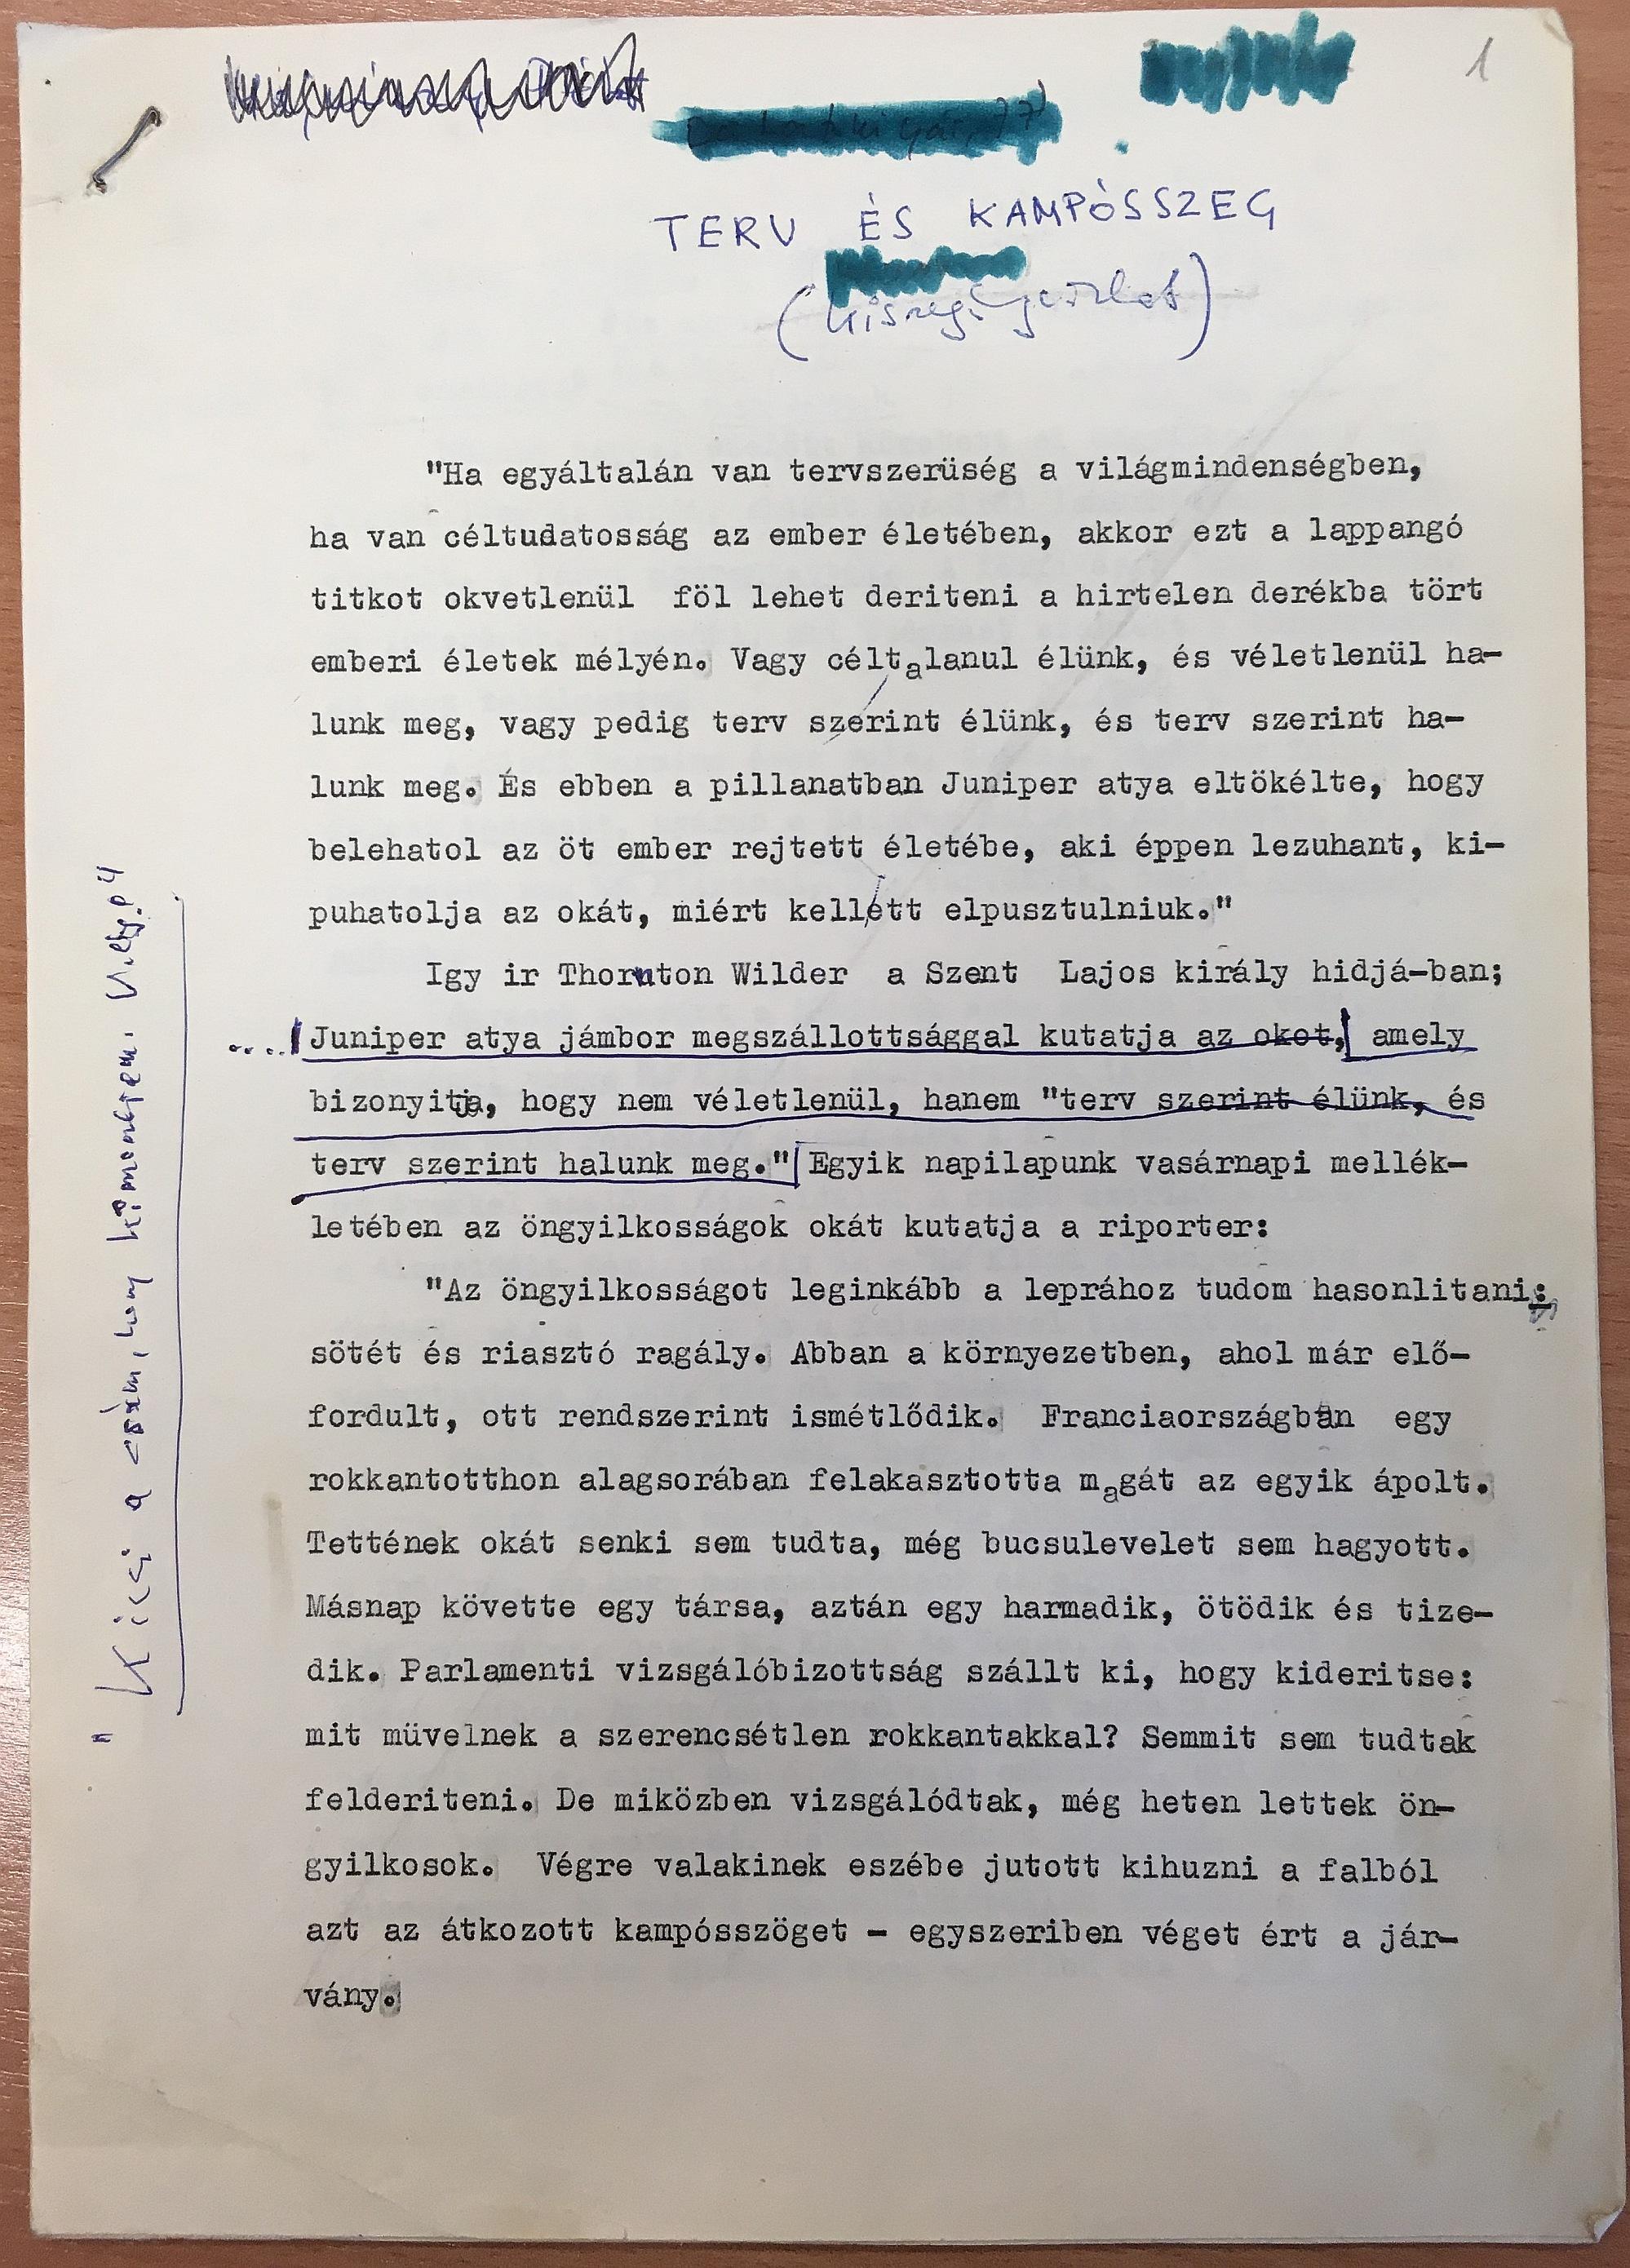 1
TERV ÉS KAMPÓSSZEG
"Ha egyáltalán van tervszerüség a világmindenségben,
ha van céltudatosság az ember életében, akkor ezt a lappangó
titkot okvetlenül föl lehet deriteni a hirtelen derékba tört
emberi életek mélyén. Vagy céltalanul élünk, és véletlenül ha-
lunk meg, vagy pedig terv szerint élünk, és terv szerint ha-
lunk meg. És ebben a pillanatban Juniper atya eltökélte, hogy
belehatol az öt ember rejtett életébe, aki éppen lezuhant, ki-
puhatolja az okát, miért kellett elpusztulniuk."
Igy ir Thornton Wilder a Szent Lajos király hidjá-ban;
.... Juniper atya jámbor megszállottsággal kutatja az okot, amely
bizonyitja, hogy nem véletlenül, hanem "terv szerint élünk, és
terv szerint halunk meg." Egyik napilapunk vasárnapi mellék-
letében az öngyilkosságok okát kutatja a riporter:
"Az öngyilkosságot leginkább a leprához tudom hasonlitani:
sötét és riasztó ragály. Abban a környezetben, ahol már elő-
fordult, ott rendszerint ismétlődik. Franciaországban egy
rokkantotthon alagsorában felakasztotta magát az egyik ápolt.
Tettének okát senki sem tudta, még bucsulevelet sem hagyott.
Másnap követte egy társa, aztán egy harmadik, ötödik és tize-
dik. Parlamenti vizsgálóbizottság szállt ki, hogy kideritse:
mit müvelnek a szerencsétlen rokkantakkal? Semmit sem tudtak
felderiteni. De miközben vizsgálódtak, még heten lettek ön-
gyilkosok. Végre valakinek eszébe jutott kihuzni a falból
azt az átkozott kampósszöget - egyszeriben véget ért a jár-
vány.